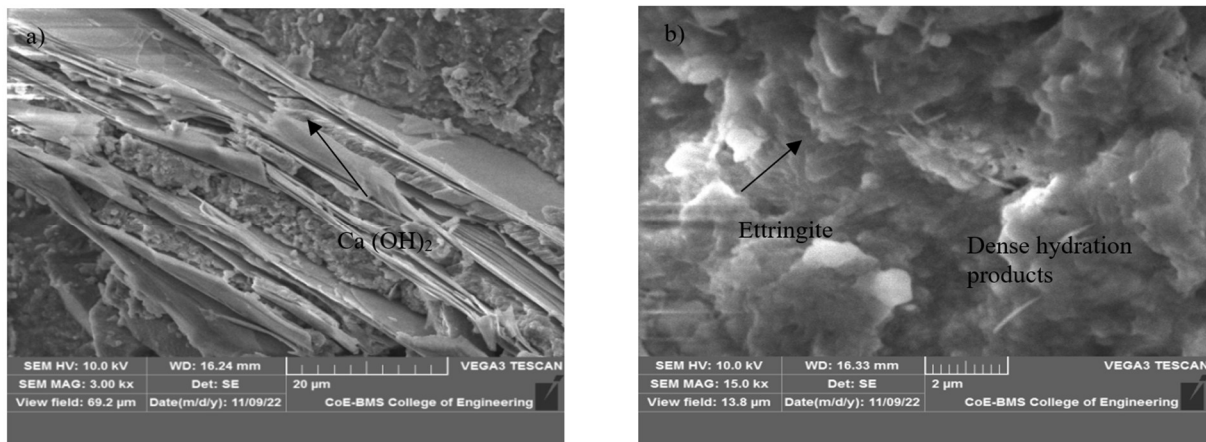 a)
Ca (OH)2
SEM HV: 10.0 kV WD: 16.24 mm VEGA3 TESCAN
SEM MAG: 3.00 kx Det: SE 20 µm
View field: 69.2 µm Date(m/d/y): 11/09/22 CoE-BMS College of Engineering
b)
Ettringite
Dense hydration
products
SEM HV: 10.0 kV WD: 16.33 mm VEGA3 TESCAN
SEM MAG: 15.0 kx Det: SE 2 µm
View field: 13.8 µm Date(m/d/y): 11/09/22 CoE-BMS College of Engineering